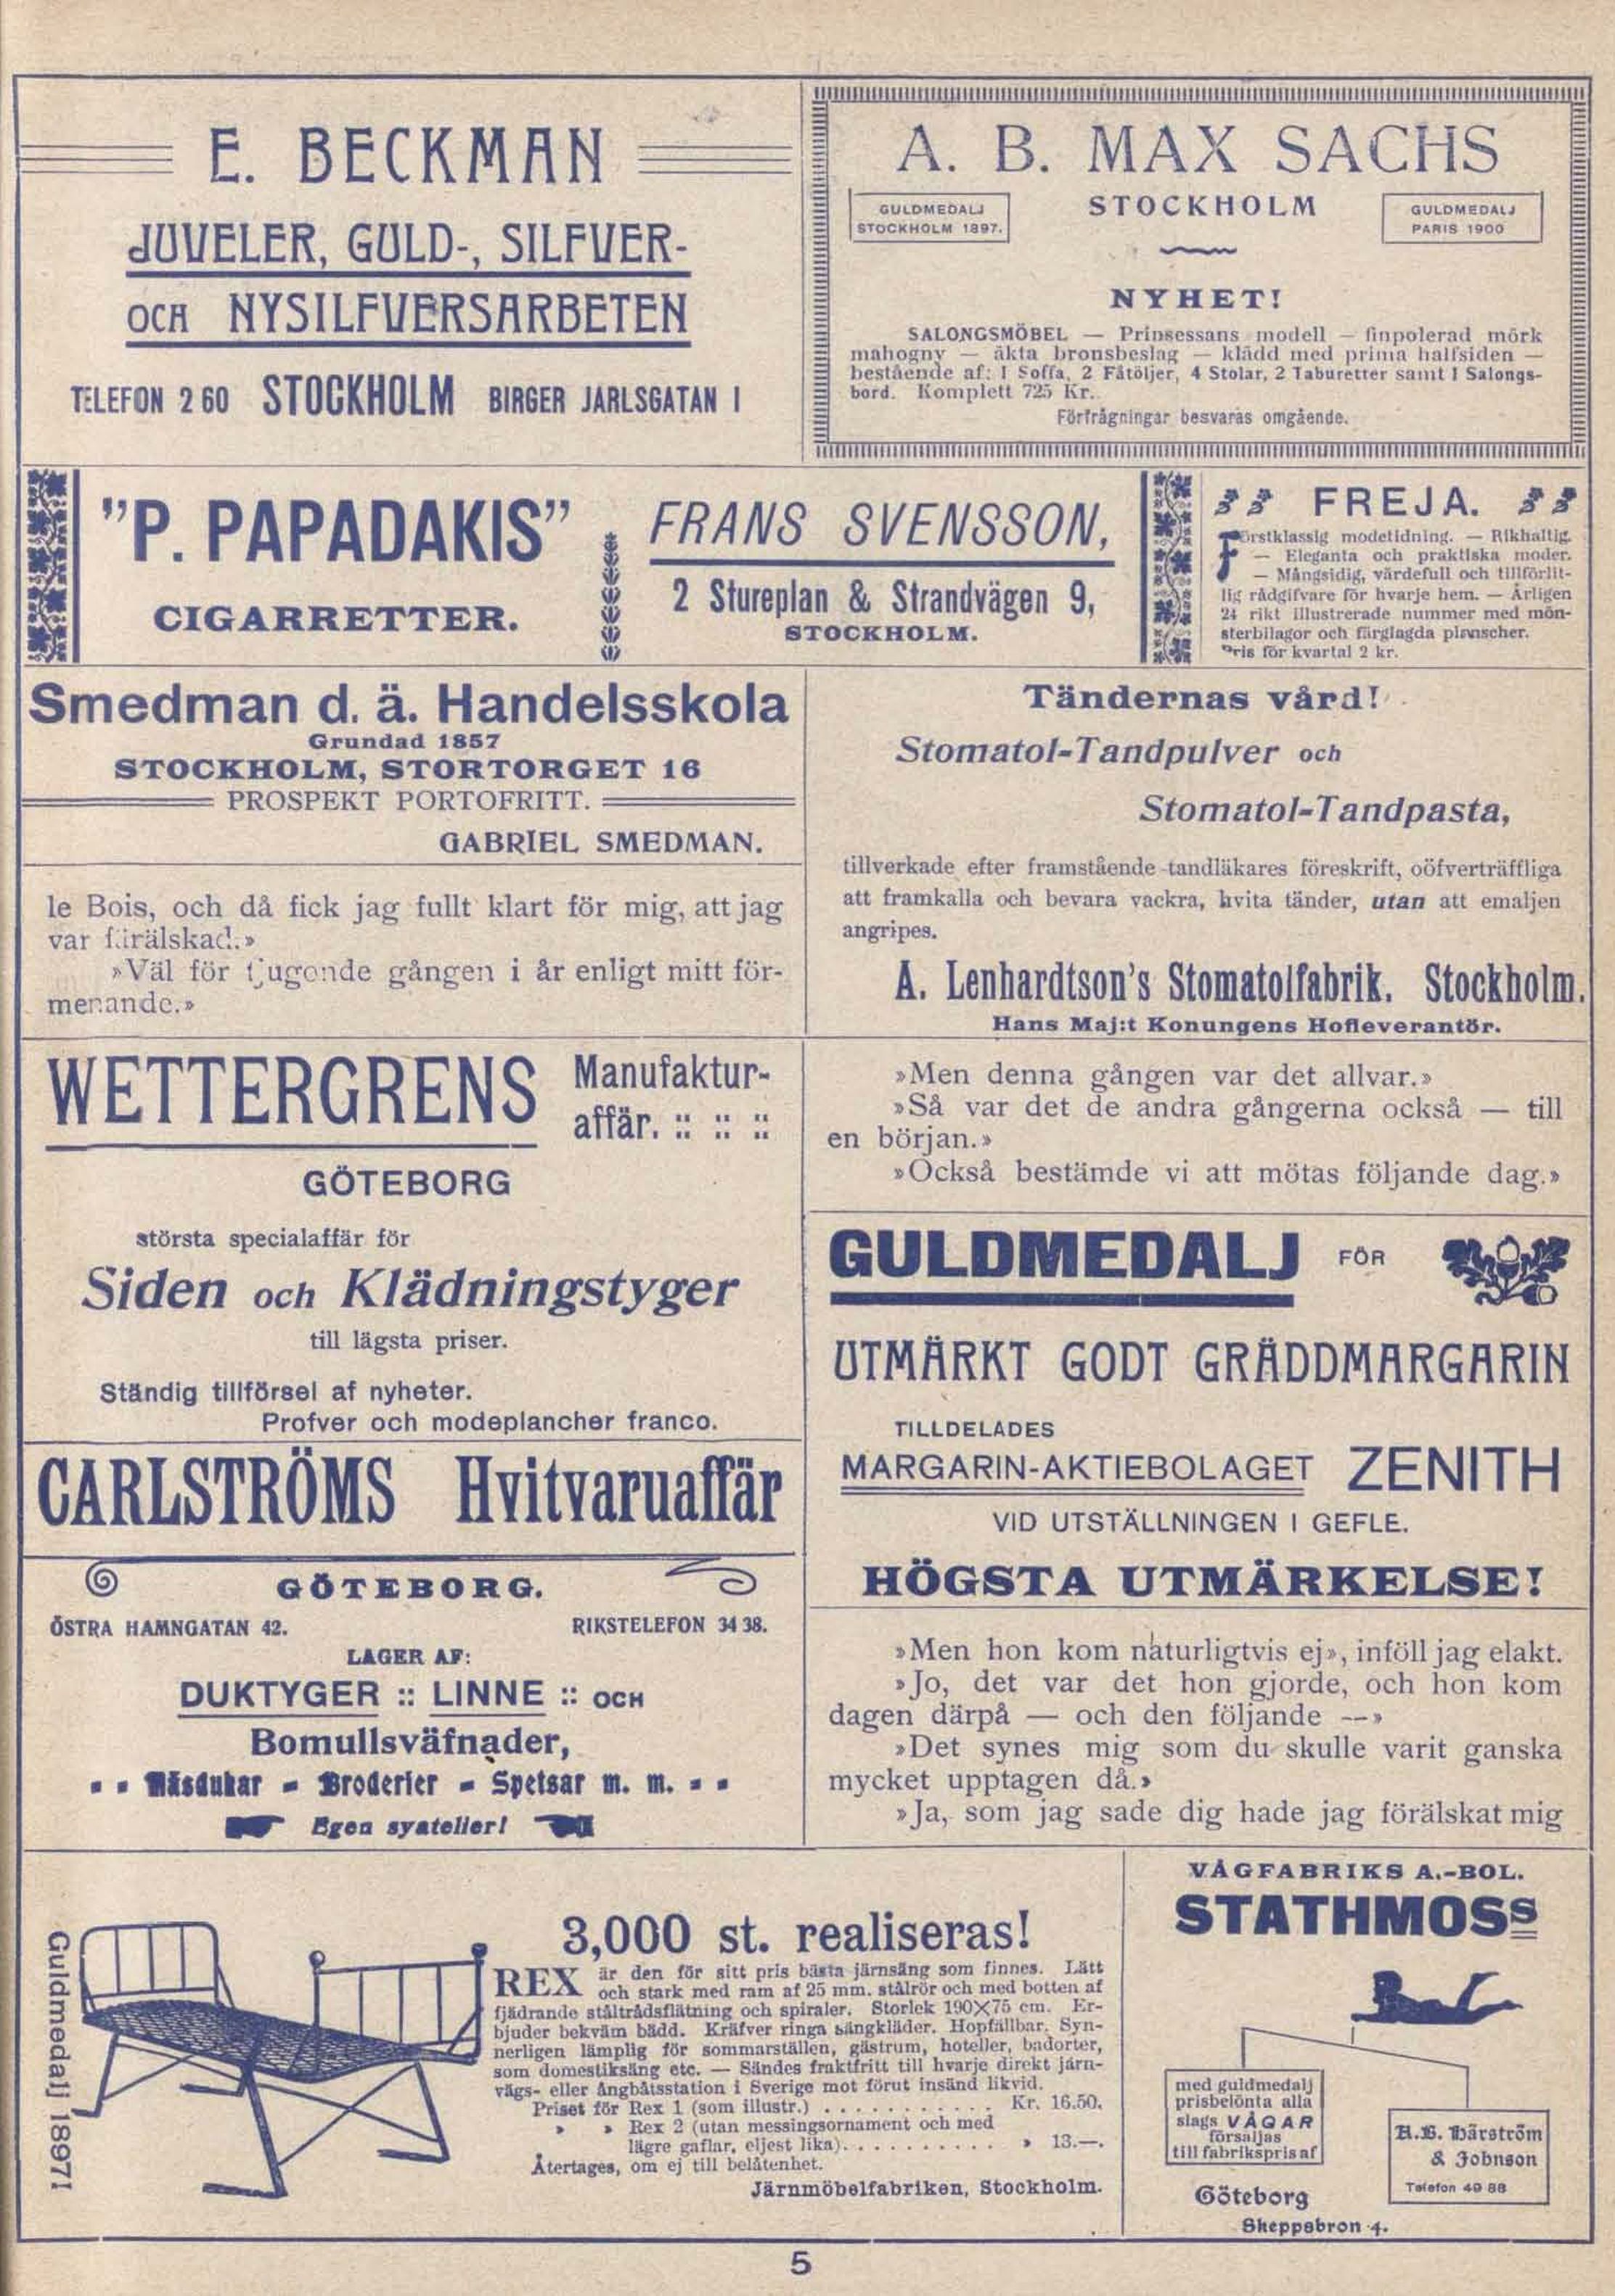 E. BECKMAN
JUVELER, GULD-, SILFVER-
OCH NYSILFVERSARBETEN
TELEFON 2 60 STOCKHOLM BIRGER JARLSGATAN 1
A. B. MAX SACHS
STOCKHOLM
GULDMEDALJ
STOCKHOLM 1897.
GULDMEDALJ
PARIS 1900
NYHET!
SALONGSMÖBEL — Prinsessans modell — finpolerad mörk
mahogny — äkta bronsbeslag — klädd med prima halfsiden —
bestående af: 1 Soffa, 2 Fåtöljer, 4 Stolar, 2 Taburetter samt 1 Salongs-
bord. Komplett 725 Kr.
Förfrågningar besvaras omgående.
"P. PAPADAKIS"
CIGARRETTER.
FRANS SVENSSON,
2 Stureplan & Strandvägen 9,
STOCKHOLM.
FREJA.
Förstklassig modetidning. — Rikhaltig.
— Eleganta och praktiska moder.
— Mångsidig, värdefull och tillförlit-
lig rådgifvare för hvarje hem. — Årligen
24 rikt illustrerade nummer med mön-
sterbilagor och färglagda planscher.
Pris för kvartal 2 kr.
Smedman d. ä. Handelsskola
Grundad 1857
STOCKHOLM, STORTORGET 16
PROSPEKT PORTOFRITT.
GABRIEL SMEDMAN.
le Bois, och då fick jag fullt klart för mig, att jag
var förälskad.»
»Väl för tjugonde gången i år enligt mitt för-
menande.»
Tändernas vård!
Stomatol-Tandpulver och
Stomatol-Tandpasta,
tillverkade efter framstående tandläkares föreskrift, oöfverträffliga
att framkalla och bevara vackra, hvita tänder, utan att emaljen
angripes.
A. Lenhardtson's Stomatolfabrik. Stockholm.
Hans Maj:t Konungens Hofleverantör.
WETTERGRENS Manufaktur-
affär. :: :: ::
GÖTEBORG
största specialaffär för
Siden och Klädningstyger
till lägsta priser.
Ständig tillförsel af nyheter.
Profver och modeplancher franco.
»Men denna gången var det allvar.»
»Så var det de andra gångerna också — till
en början.»
»Också bestämde vi att mötas följande dag.»
GULDMEDALJ FÖR
UTMÄRKT GODT GRÄDDMARGARIN
TILLDELADES
MARGARIN-AKTIEBOLAGET ZENITH
VID UTSTÄLLNINGEN I GEFLE.
HÖGSTA UTMÄRKELSE!
CARLSTRÖMS Hvitvaruaffär
GÖTEBORG.
ÖSTRA HAMNGATAN 42. RIKSTELEFON 34 38.
LAGER AF:
DUKTYGER :: LINNE :: OCH
Bomullsväfnader,
Näsdukar - Broderier - Spetsar m. m.
Egen syatelier!
»Men hon kom naturligtvis ej», inföll jag elakt.
»Jo, det var det hon gjorde, och hon kom
dagen därpå — och den följande —-»
»Det synes mig som du skulle varit ganska
mycket upptagen då.»
»Ja, som jag sade dig hade jag förälskat mig
Guldmedalj 1897!
3,000 st. realiseras!
REX är den för sitt pris bästa järnsäng som finnes. Lätt
och stark med ram af 25 mm. stålrör och med botten af
fjädrande ståltrådsflätning och spiraler. Storlek 190×75 cm. Er-
bjuder bekväm bädd. Kräfver ringa sängkläder. Hopfällbar. Syn-
nerligen lämplig för sommarställen, gästrum, hoteller, badorter,
som domestiksäng etc. — Sändes fraktfritt till hvarje direkt järn-
vägs- eller ångbåtsstation i Sverige mot förut insänd likvid.
Priset för Rex 1 (som illustr.) . . . . . . . . . . . Kr. 16.50.
» » Rex 2 (utan messingsornament och med
lägre gaflar, eljest lika). . . . . . . . . . » 13.—.
Återtages, om ej till belåtenhet.
Järnmöbelfabriken, Stockholm.
VÅGFABRIKS A.-BOL.
STATHMOSS
med guldmedalj
prisbelönta alla
slags VÅGAR
försäljas
till fabrikspris af
H.B. Bärström
& Johnson
Telefon 49 88
Göteborg
Skeppsbron 4.
5